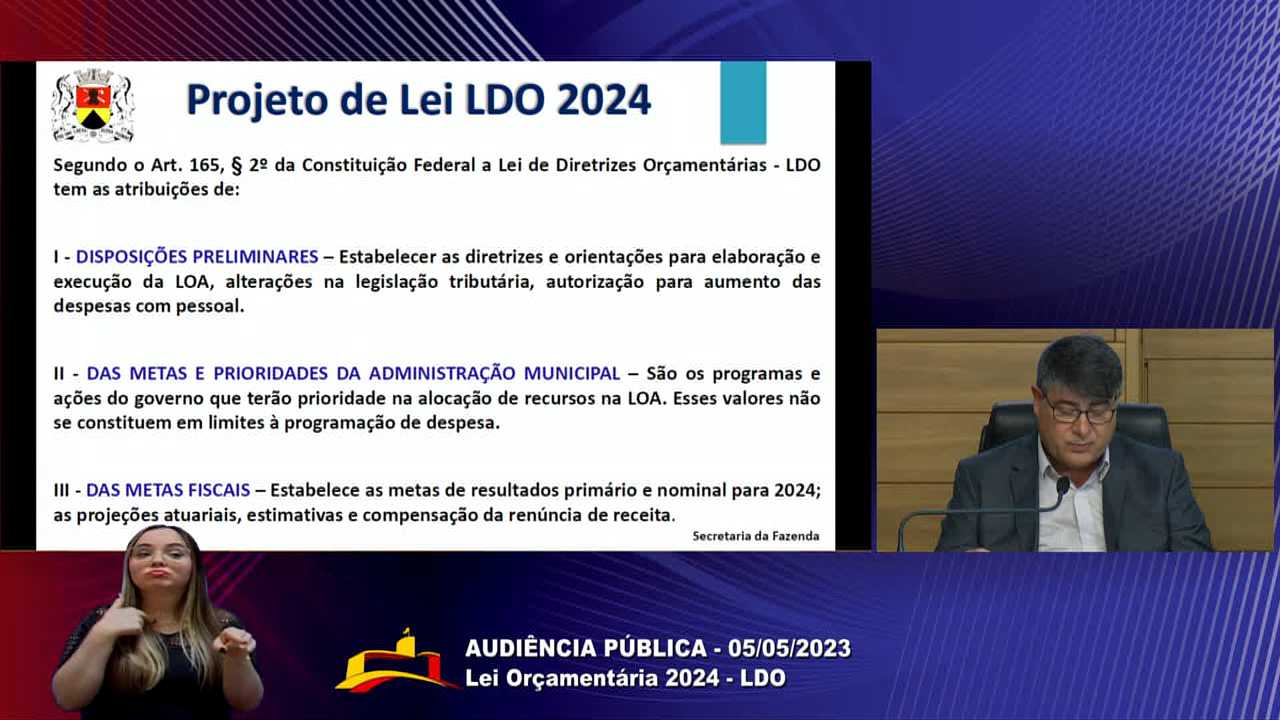 Projeto de Lei LDO 2024
Segundo o Art. 165, § 2º da Constituição Federal a Lei de Diretrizes Orçamentárias - LDO
tem as atribuições de:
I - DISPOSIÇÕES PRELIMINARES – Estabelecer as diretrizes e orientações para elaboração e
execução da LOA, alterações na legislação tributária, autorização para aumento das
despesas com pessoal.
II - DAS METAS E PRIORIDADES DA ADMINISTRAÇÃO MUNICIPAL – São os programas e
ações do governo que terão prioridade na alocação de recursos na LOA. Esses valores não
se constituem em limites à programação de despesa.
III - DAS METAS FISCAIS – Estabelece as metas de resultados primário e nominal para 2024;
as projeções atuariais, estimativas e compensação da renúncia de receita.
Secretaria da Fazenda
AUDIÊNCIA PÚBLICA - 05/05/2023
Lei Orçamentária 2024 - LDO